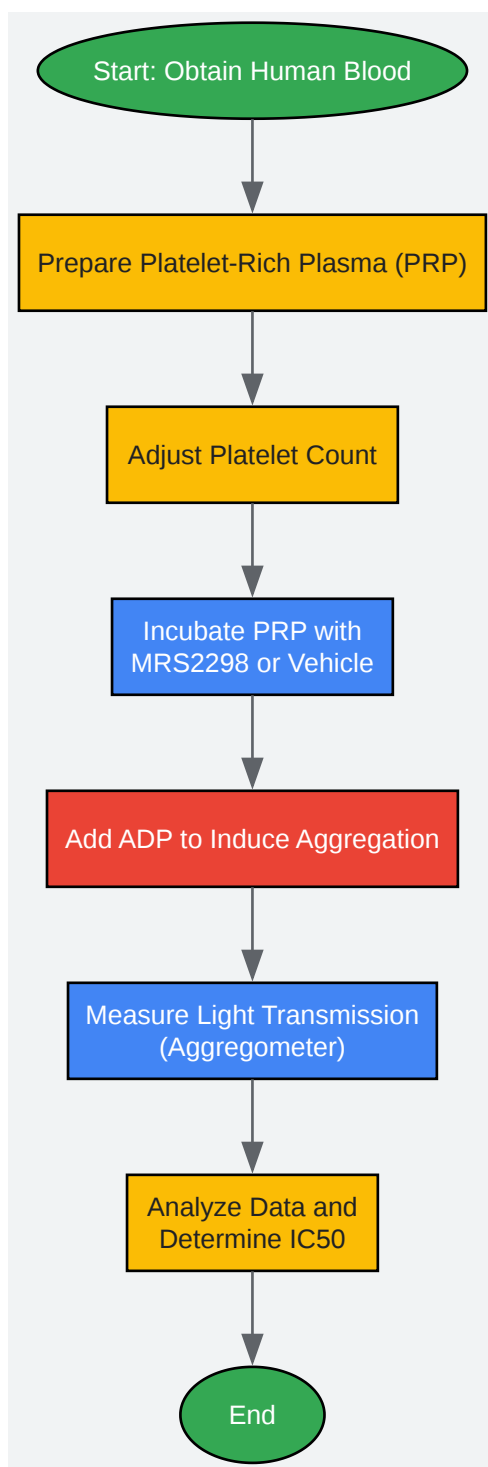 Start: Obtain Human Blood
Prepare Platelet-Rich Plasma (PRP)
Adjust Platelet Count
Incubate PRP with
MRS2298 or Vehicle
Add ADP to Induce Aggregation
Measure Light Transmission
(Aggregometer)
Analyze Data and
Determine IC50
End